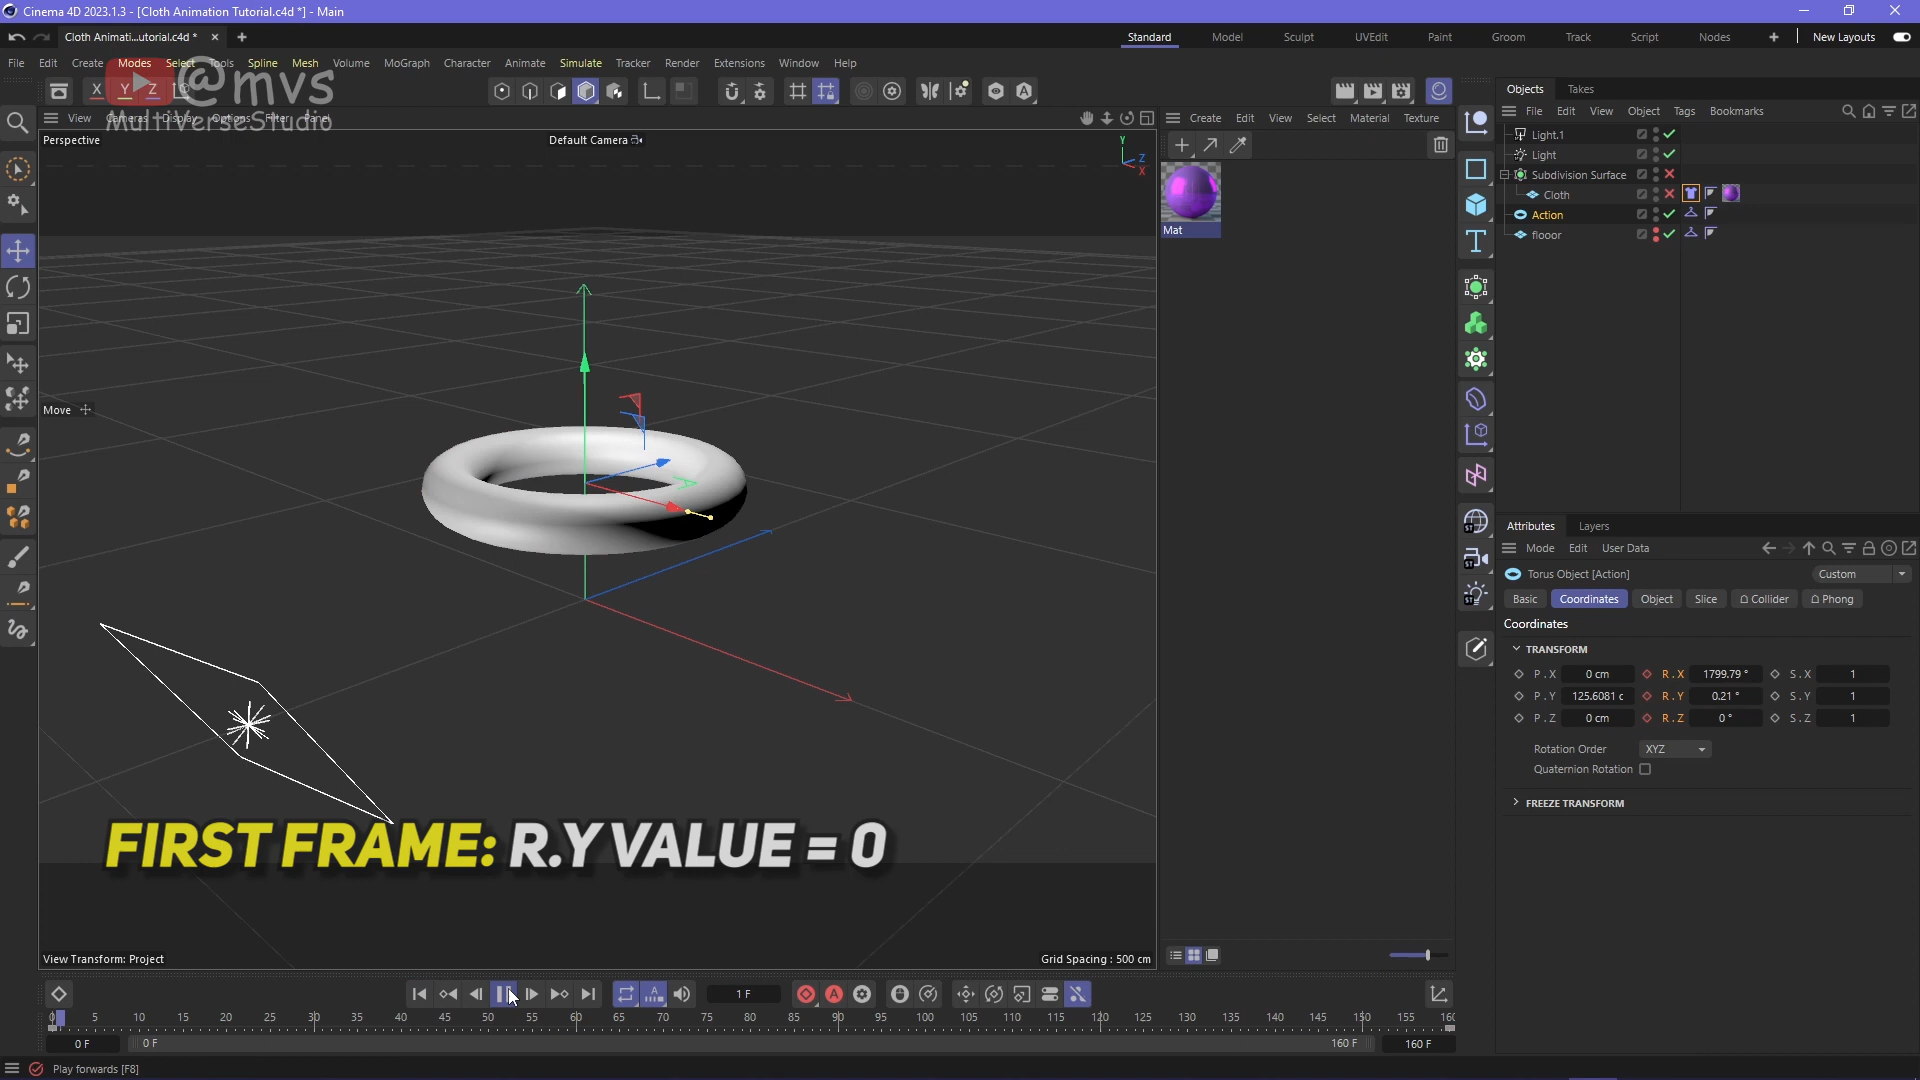 Cinema 4D 2023.1.3 - [Cloth Animation Tutorial.c4d *] - Main
Cloth Animati...utorial.c4d *
Standard Model Sculpt UVEdit Paint Groom Track Script Nodes New Layouts
File Edit Create Modes Select Tools Spline Mesh Volume MoGraph Character Animate Simulate Tracker Render Extensions Window Help
X Y Z
@mvs
MultiVerseStudio
View Cameras Display Options Filter Panel
Perspective
Default Camera
Y
Z
X
Move
FIRST FRAME: R.Y VALUE = 0
View Transform: Project
Grid Spacing : 500 cm
Create Edit View Select Material Texture
Mat
Objects Takes
File Edit View Object Tags Bookmarks
Light.1
Light
Subdivision Surface
Cloth
Action
flooor
Attributes Layers
Mode Edit User Data
Torus Object [Action]
Custom
Basic Coordinates Object Slice Collider Phong
Coordinates
TRANSFORM
P . X 0 cm R . X 1799.79 ° S . X 1
P . Y 125.6081 c R . Y 0.21 ° S . Y 1
P . Z 0 cm R . Z 0 ° S . Z 1
Rotation Order XYZ
Quaternion Rotation
FREEZE TRANSFORM
1 F
0 5 10 15 20 25 30 35 40 45 50 55 60 65 70 75 80 85 90 95 100 105 110 115 120 125 130 135 140 145 150 155 160
0 F 0 F 160 F 160 F
Play forwards [F8]